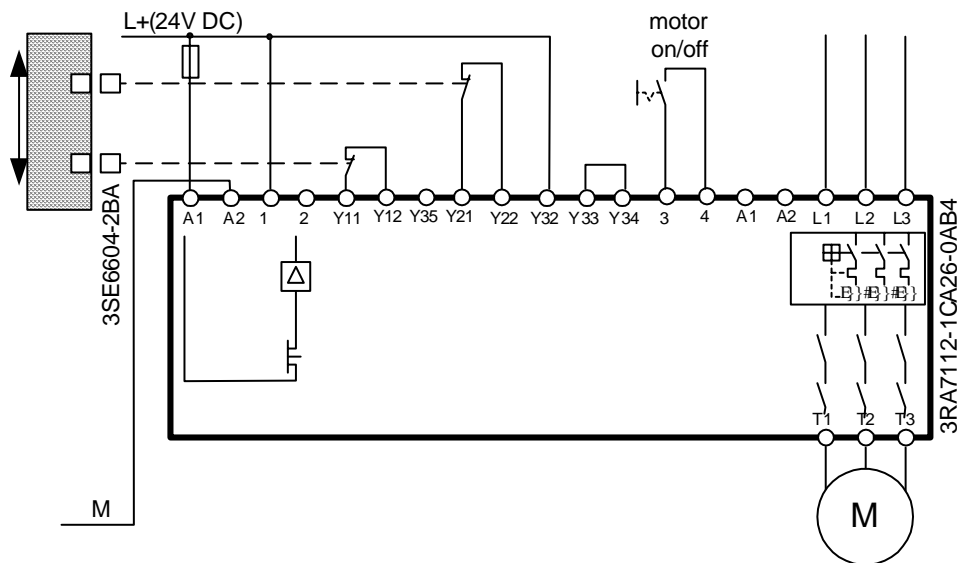 L+(24V DC)
motor
on/off
A1 A2 1 2 Y11 Y12 Y35 Y21 Y22 Y32 Y33 Y34 3 4 A1 A2 L1 L2 L3
3SE6604-2BA
3RA7112-1CA26-0AB4
T1 T2 T3
M
M